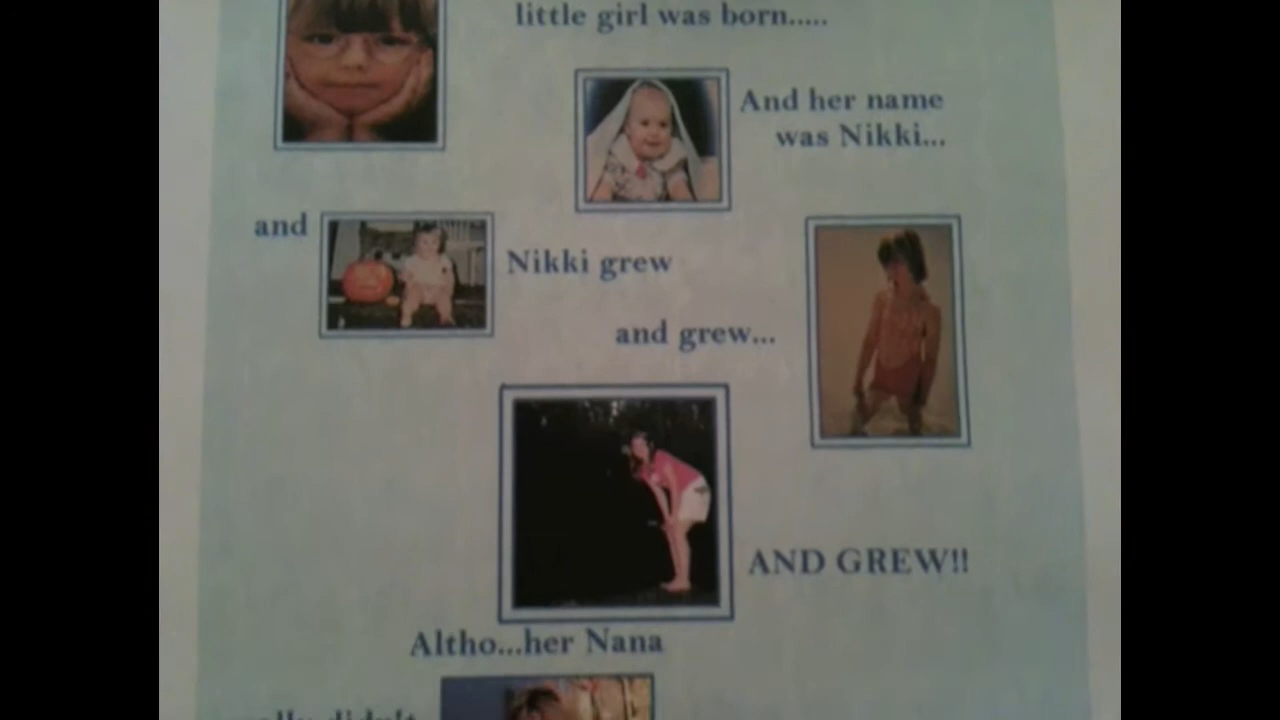 little girl was born.....
And her name
was Nikki...
and
Nikki grew
and grew...
AND GREW!!
Altho...her Nana
didn't